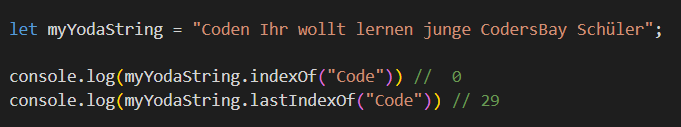 let myYodaString = "Coden Ihr wollt lernen junge CodersBay Schüler";
console.log(myYodaString.indexOf("Code")) //  0
console.log(myYodaString.lastIndexOf("Code")) // 29